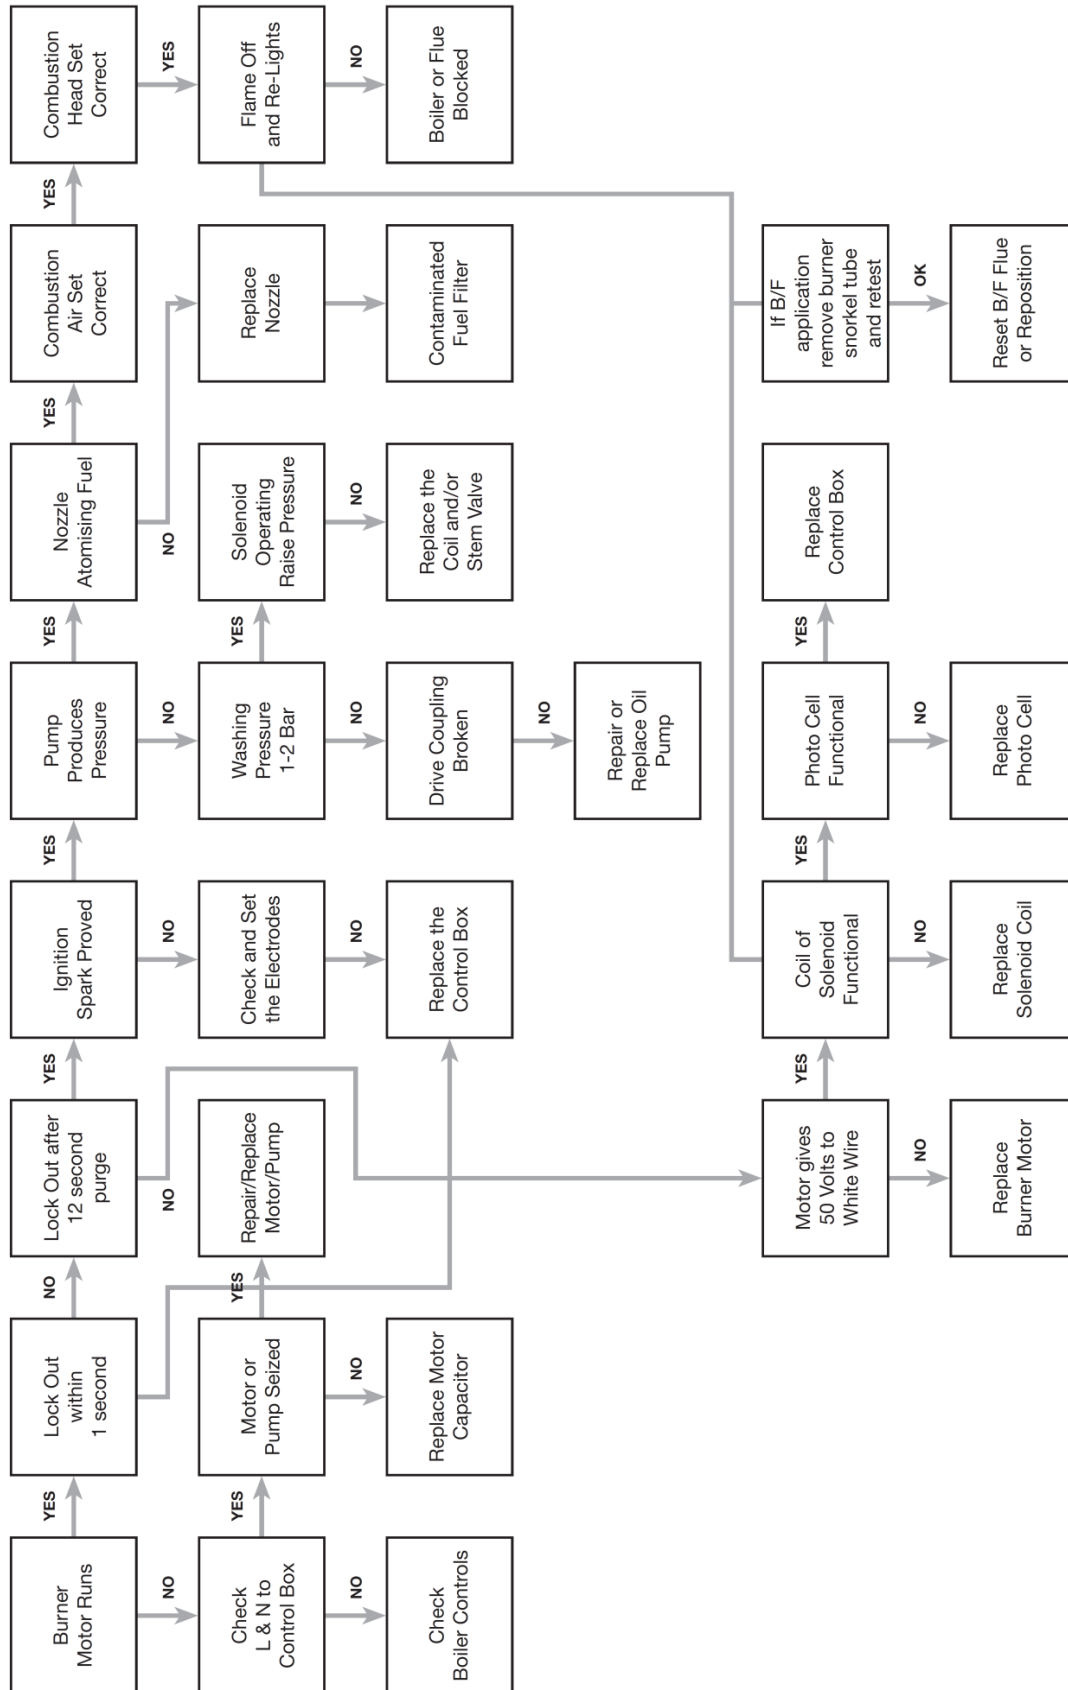 Burner
Motor Runs
YES
Lock Out
within
1 second
NO
Lock Out after
12 second
purge
YES
Ignition
Spark Proved
YES
Pump
Produces
Pressure
YES
Nozzle
Atomising Fuel
YES
Combustion
Air Set
Correct
YES
Combustion
Head Set
Correct
NO
NO
NO
NO
NO
YES
Check
L & N to
Control Box
YES
Motor or
Pump Seized
YES
Repair/Replace
Motor/Pump
Check and Set
the Electrodes
Washing
Pressure
1-2 Bar
YES
Solenoid
Operating
Raise Pressure
Replace
Nozzle
Flame Off
and Re-Lights
NO
NO
NO
NO
NO
NO
Check
Boiler Controls
Replace Motor
Capacitor
Replace the
Control Box
Drive Coupling
Broken
Replace the
Coil and/or
Stem Valve
Contaminated
Fuel Filter
Boiler or Flue
Blocked
NO
Repair or
Replace Oil
Pump
Motor gives
50 Volts to
White Wire
YES
Coil of
Solenoid
Functional
YES
Photo Cell
Functional
YES
Replace
Control Box
If B/F
application
remove burner
snorkel tube
and retest
NO
NO
NO
OK
Replace
Burner Motor
Replace
Solenoid Coil
Replace
Photo Cell
Reset B/F Flue
or Reposition